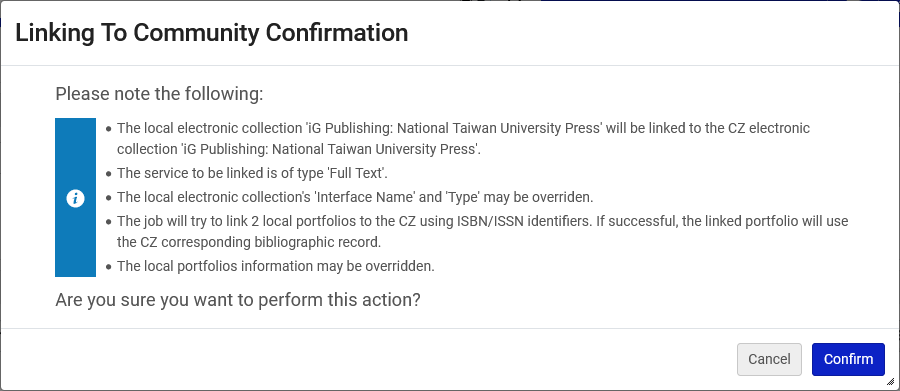 Linking To Community Confirmation
Please note the following:
• The local electronic collection 'iG Publishing: National Taiwan University Press' will be linked to the CZ electronic
collection 'iG Publishing: National Taiwan University Press'.
• The service to be linked is of type 'Full Text'.
• The local electronic collection's 'Interface Name' and 'Type' may be overriden.
• The job will try to link 2 local portfolios to the CZ using ISBN/ISSN identifiers. If successful, the linked portfolio will use
the CZ corresponding bibliographic record.
• The local portfolios information may be overridden.
Are you sure you want to perform this action?
Cancel Confirm